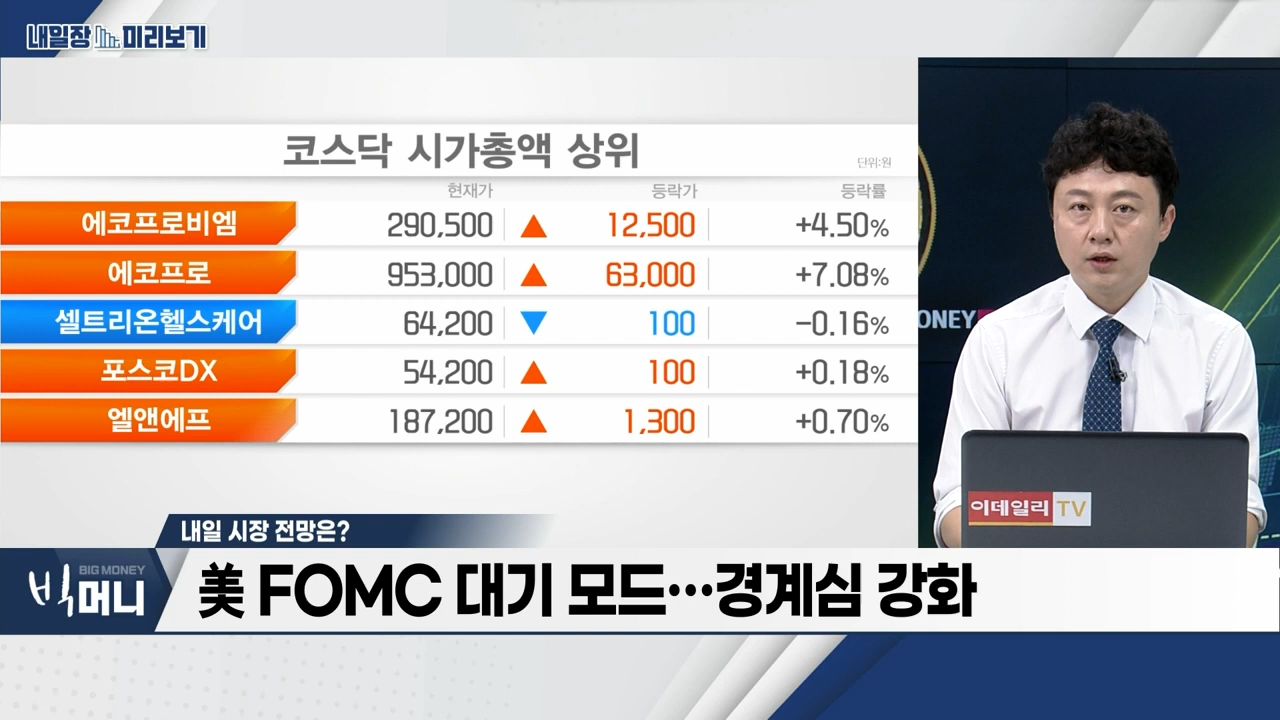 내일장 미리보기
코스닥 시가총액 상위
단위:원
현재가 등락가 등락률
에코프로비엠 290,500 ▲ 12,500 +4.50%
에코프로 953,000 ▲ 63,000 +7.08%
셀트리온헬스케어 64,200 ▼ 100 -0.16%
포스코DX 54,200 ▲ 100 +0.18%
엘앤에프 187,200 ▲ 1,300 +0.70%
ONEY
이데일리 TV
내일 시장 전망은?
BIG MONEY
빅머니
美 FOMC 대기 모드…경계심 강화